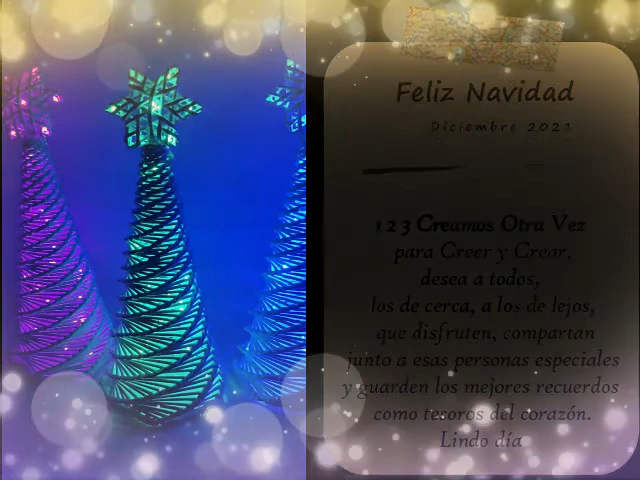 Feliz Navidad
Diciembre 2021
1 2 3 Creamos Otra Vez
para Creer y Crear,
desea a todos,
los de cerca, a los de lejos,
que disfruten, compartan
junto a esas personas especiales
y guarden los mejores recuerdos
como tesoros del corazón.
Lindo día